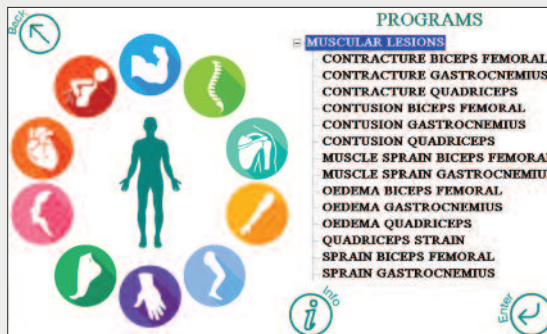 Back
PROGRAMS
MUSCULAR LESIONS
CONTRACTURE BICEPS FEMORAL
CONTRACTURE GASTROCNEMIUS
CONTRACTURE QUADRICEPS
CONTUSION BICEPS FEMORAL
CONTUSION GASTROCNEMIUS
CONTUSION QUADRICEPS
MUSCLE SPRAIN BICEPS FEMORAL
MUSCLE SPRAIN GASTROCNEMIU
OEDEMA BICEPS FEMORAL
OEDEMA GASTROCNEMIUS
OEDEMA QUADRICEPS
QUADRICEPS STRAIN
SPRAIN BICEPS FEMORAL
SPRAIN GASTROCNEMIUS
i Info
Enter